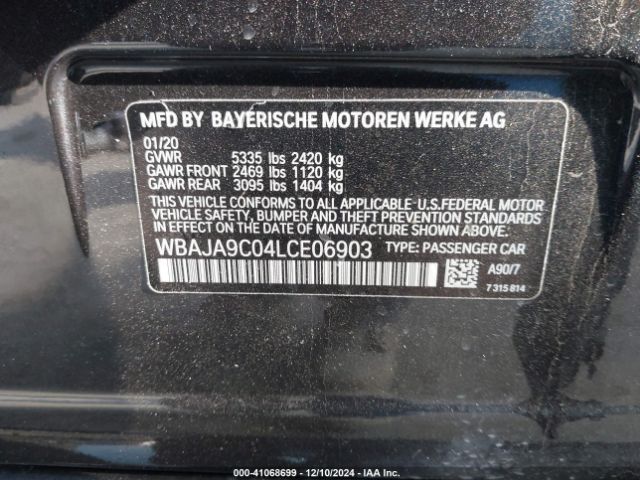 MFD BY BAYERISCHE MOTOREN WERKE AG
01/20
GVWR 5335 lbs 2420 kg
GAWR FRONT 2469 lbs 1120 kg
GAWR REAR 3095 lbs 1404 kg
THIS VEHICLE CONFORMS TO ALL APPLICABLE U.S.FEDERAL MOTOR
VEHICLE SAFETY, BUMPER AND THEFT PREVENTION STANDARDS
IN EFFECT ON THE DATE OF MANUFACTURE SHOWN ABOVE.
WBAJA9C04LCE06903 TYPE: PASSENGER CAR
A90/7
7 315 814
000-41068699 — 12/10/2024 — IAA Inc.